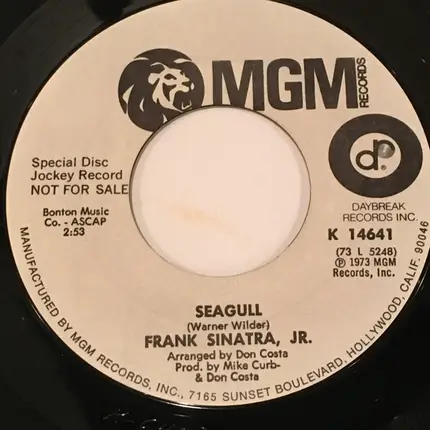 MGM
RECORDS
Special Disc
Jockey Record
NOT FOR SALE
Bonton Music
Co. - ASCAP
2:53
d.
DAYBREAK
RECORDS INC.
K 14641
(73 L 5248)
Ⓟ 1973 MGM
Records, Inc.
SEAGULL
(Warner Wilder)
FRANK SINATRA, JR.
Arranged by Don Costa
Prod. by Mike Curb-
& Don Costa
MANUFACTURED BY MGM RECORDS, INC., 7165 SUNSET BOULEVARD, HOLLYWOOD, CALIF. 90046